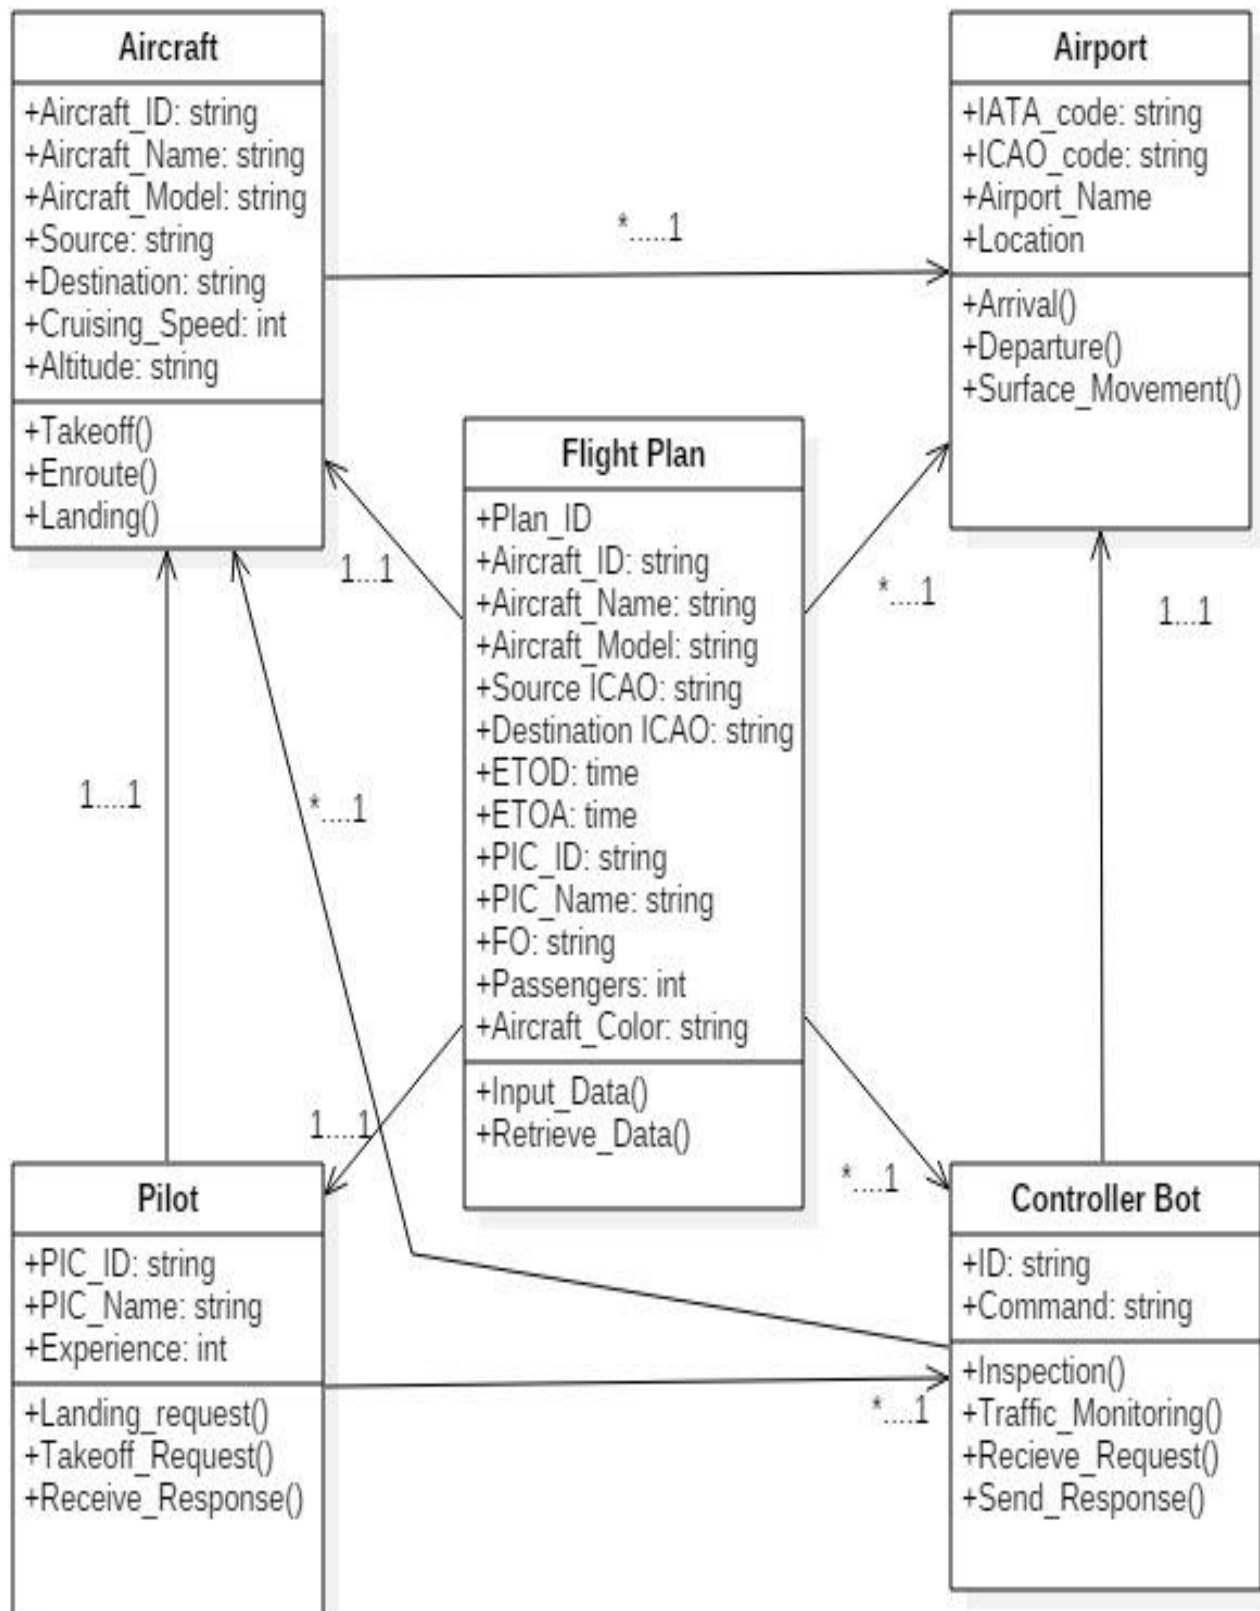 Aircraft
+Aircraft_ID: string
+Aircraft_Name: string
+Aircraft_Model: string
+Source: string
+Destination: string
+Cruising_Speed: int
+Altitude: string
+Takeoff()
+Enroute()
+Landing()
*.....1
Airport
+IATA_code: string
+ICAO_code: string
+Airport_Name
+Location
+Arrival()
+Departure()
+Surface_Movement()
Flight Plan
+Plan_ID
+Aircraft_ID: string
+Aircraft_Name: string
+Aircraft_Model: string
+Source ICAO: string
+Destination ICAO: string
+ETOD: time
+ETOA: time
+PIC_ID: string
+PIC_Name: string
+FO: string
+Passengers: int
+Aircraft_Color: string
+Input_Data()
+Retrieve_Data()
1...1
*....1
1...1
1....1
*....1
1....1
*....1
Pilot
+PIC_ID: string
+PIC_Name: string
+Experience: int
+Landing_request()
+Takeoff_Request()
+Receive_Response()
*....1
Controller Bot
+ID: string
+Command: string
+Inspection()
+Traffic_Monitoring()
+Recieve_Request()
+Send_Response()